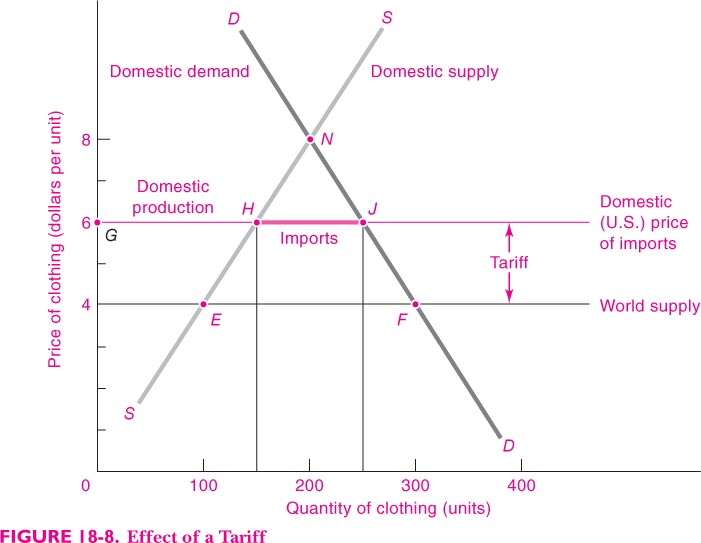 D
S
Domestic demand
Domestic supply
Price of clothing (dollars per unit)
8
N
Domestic
production
H
J
Domestic
(U.S.) price
of imports
6
G
Imports
Tariff
4
World supply
E
F
S
D
0
100
200
300
400
Quantity of clothing (units)
FIGURE 18-8. Effect of a Tariff